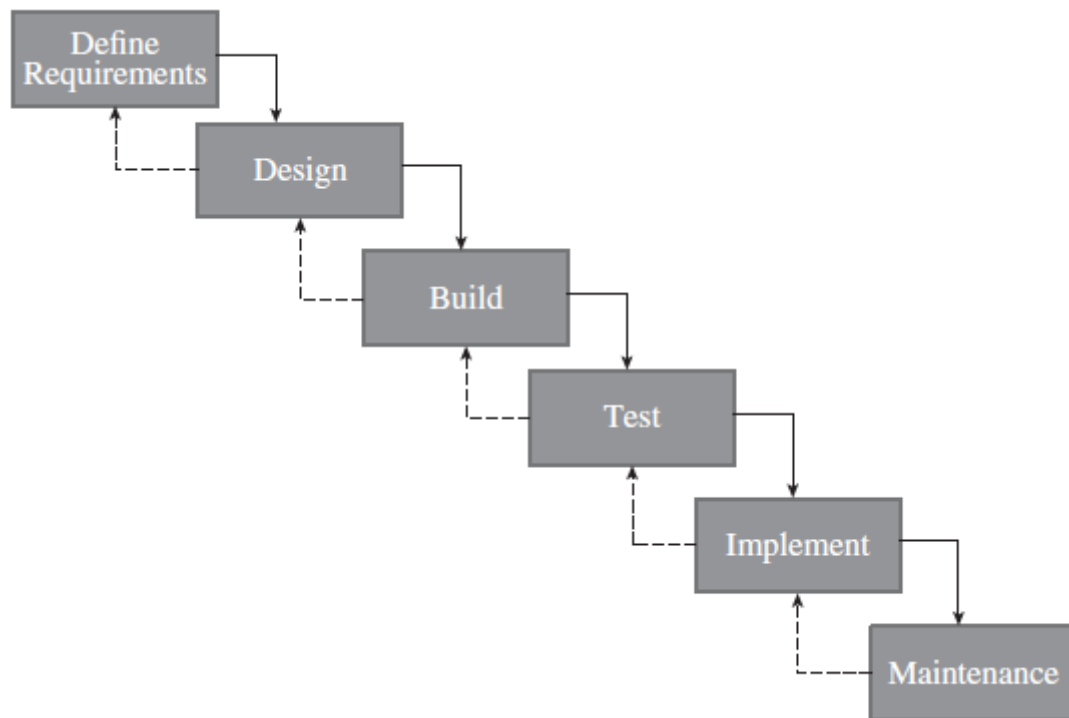 Define
Requirements
Design
Build
Test
Implement
Maintenance